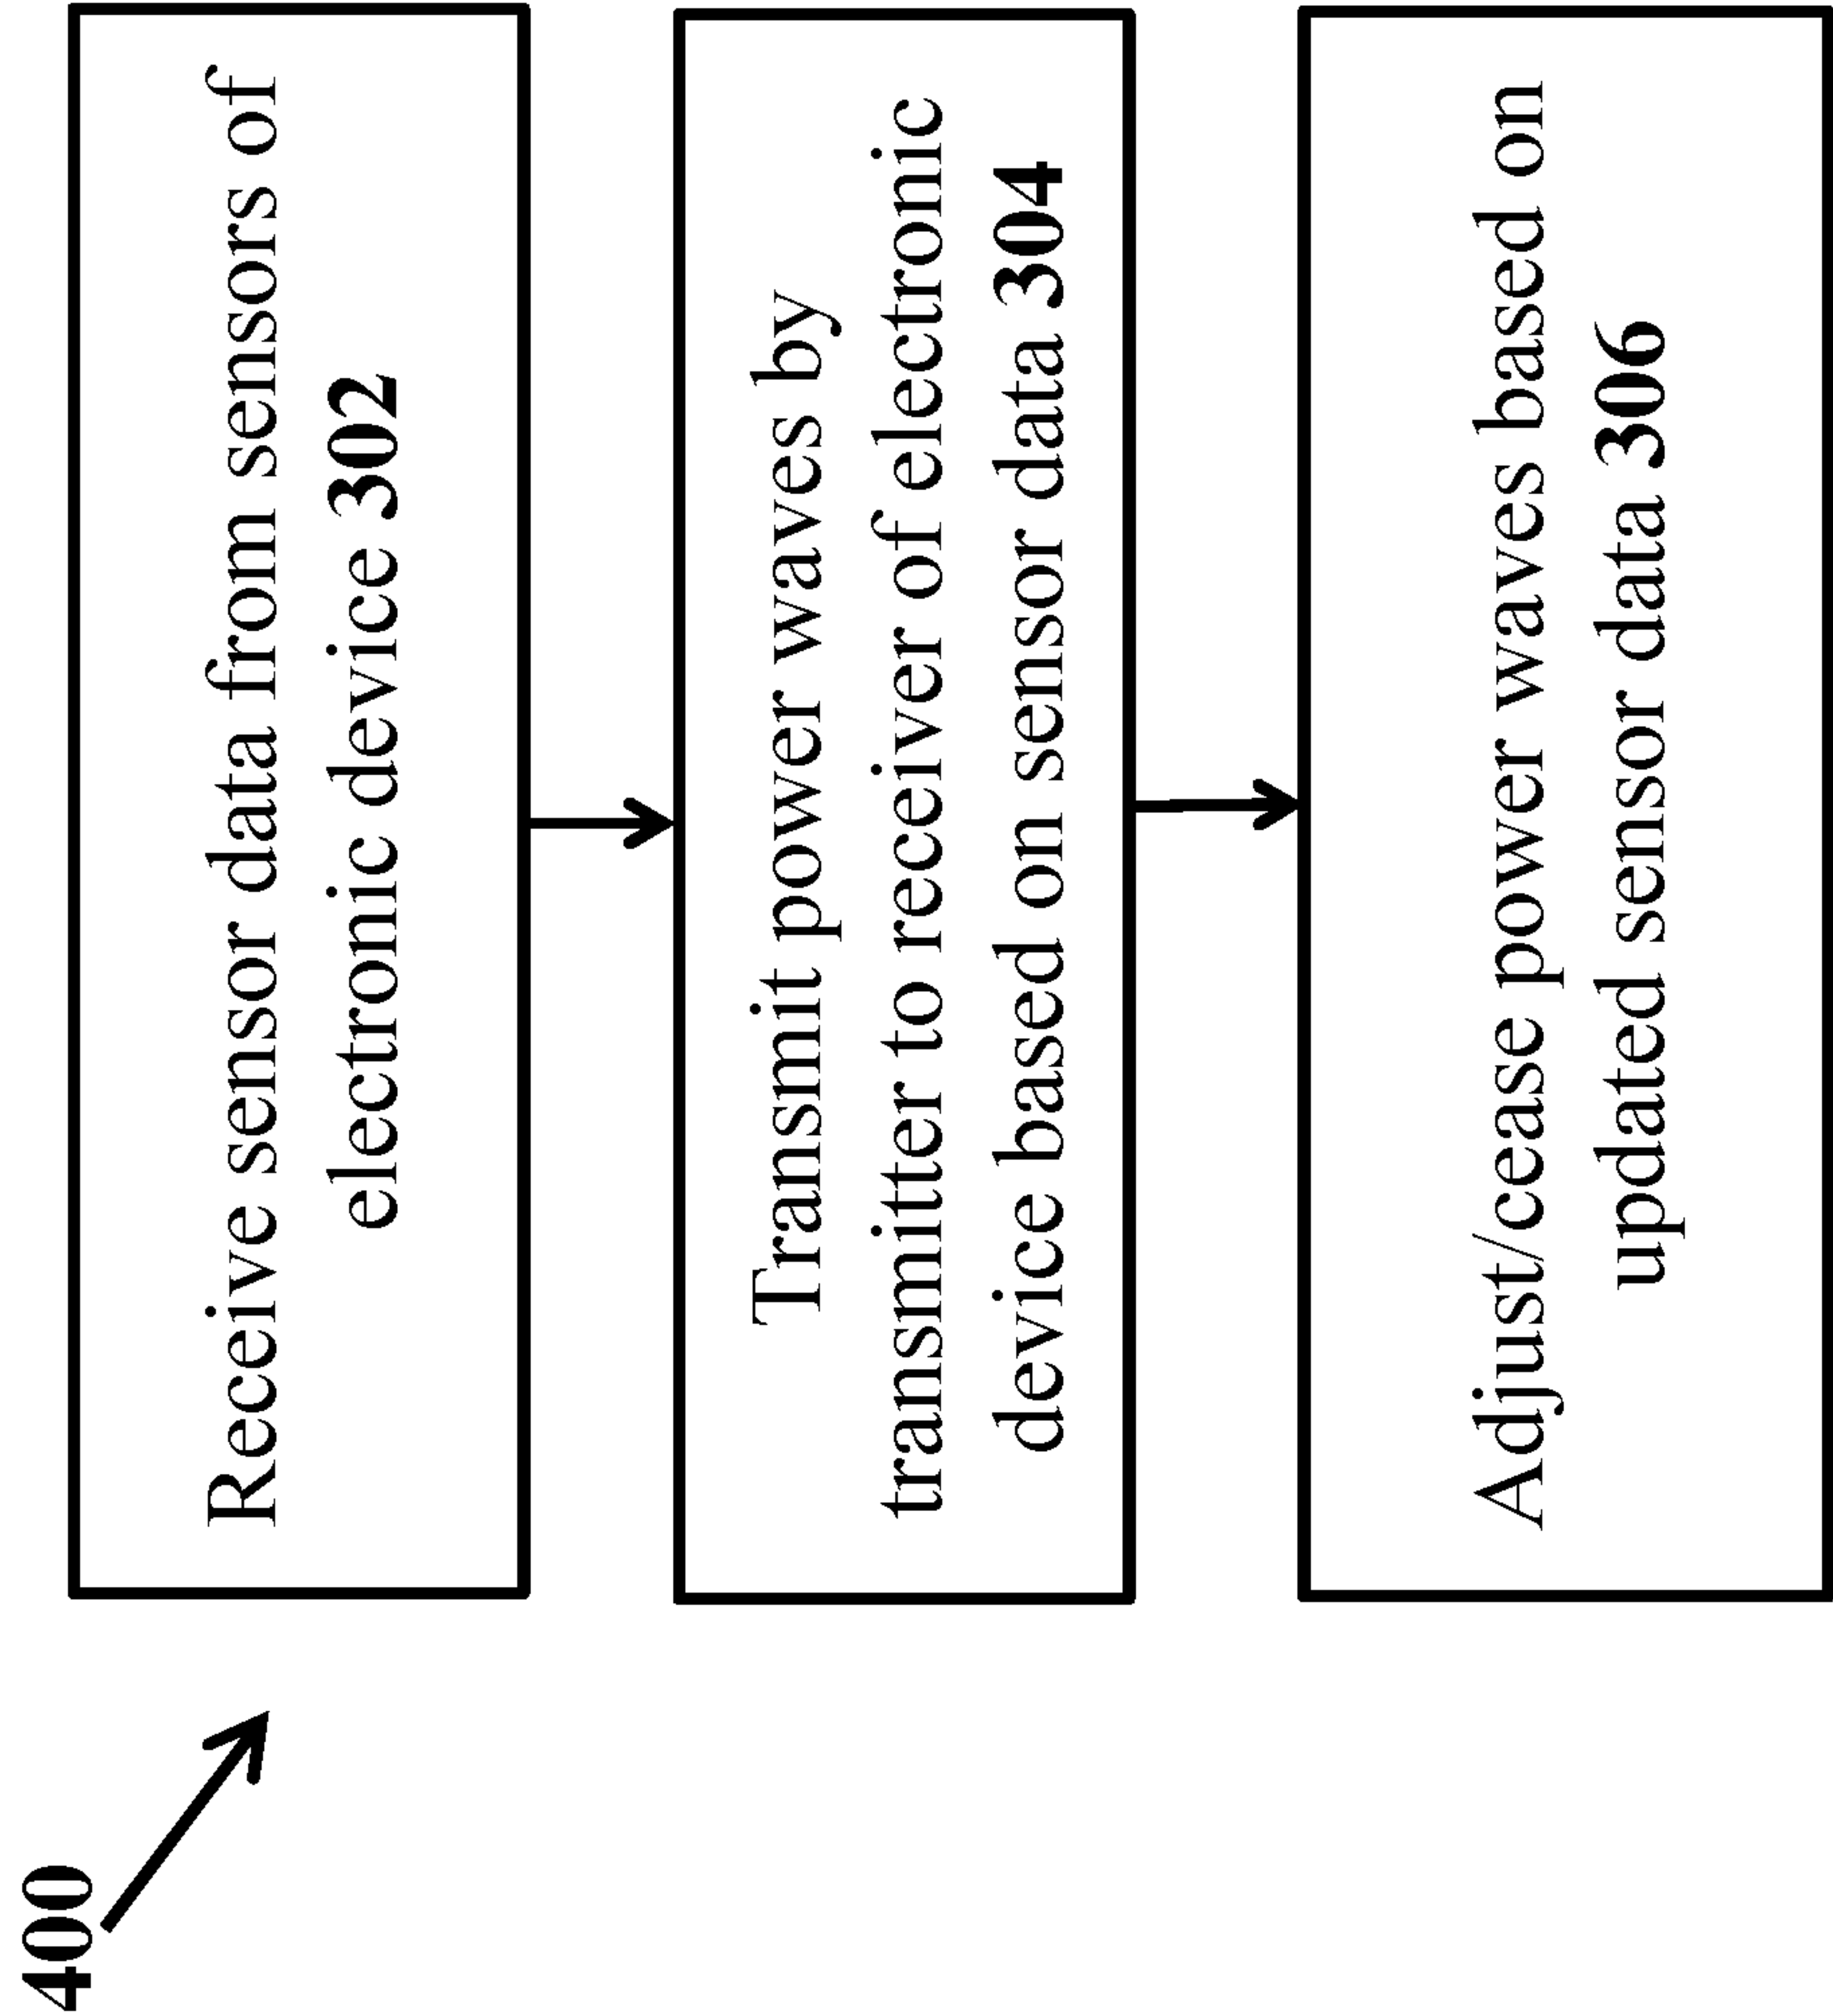 400
Receive sensor data from sensors of
electronic device 302
Transmit power waves by
transmitter to receiver of electronic
device based on sensor data 304
Adjust/cease power waves based on
updated sensor data 306